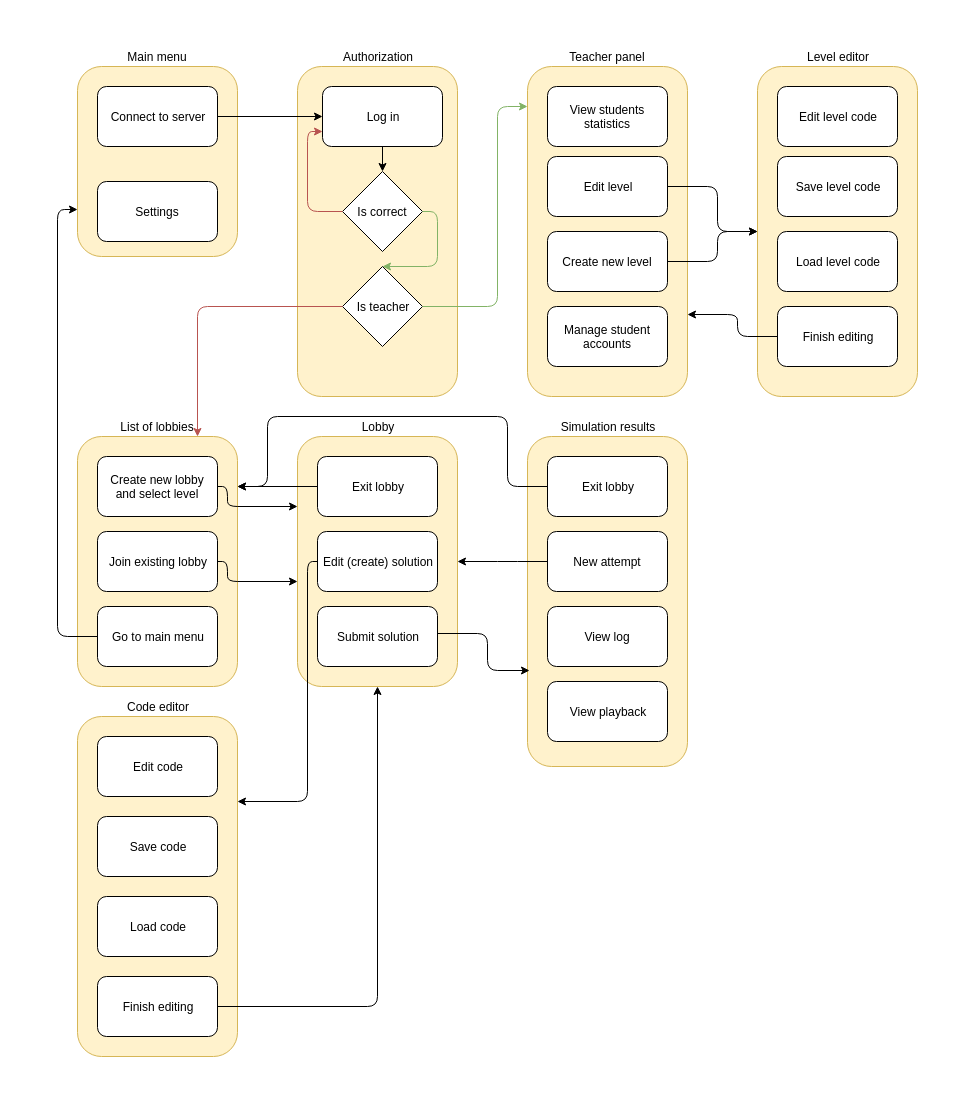 Main menu
Connect to server
Settings
Authorization
Log in
Is correct
Is teacher
Teacher panel
View students
statistics
Edit level
Create new level
Manage student
accounts
Level editor
Edit level code
Save level code
Load level code
Finish editing
List of lobbies
Create new lobby
and select level
Join existing lobby
Go to main menu
Lobby
Exit lobby
Edit (create) solution
Submit solution
Simulation results
Exit lobby
New attempt
View log
View playback
Code editor
Edit code
Save code
Load code
Finish editing